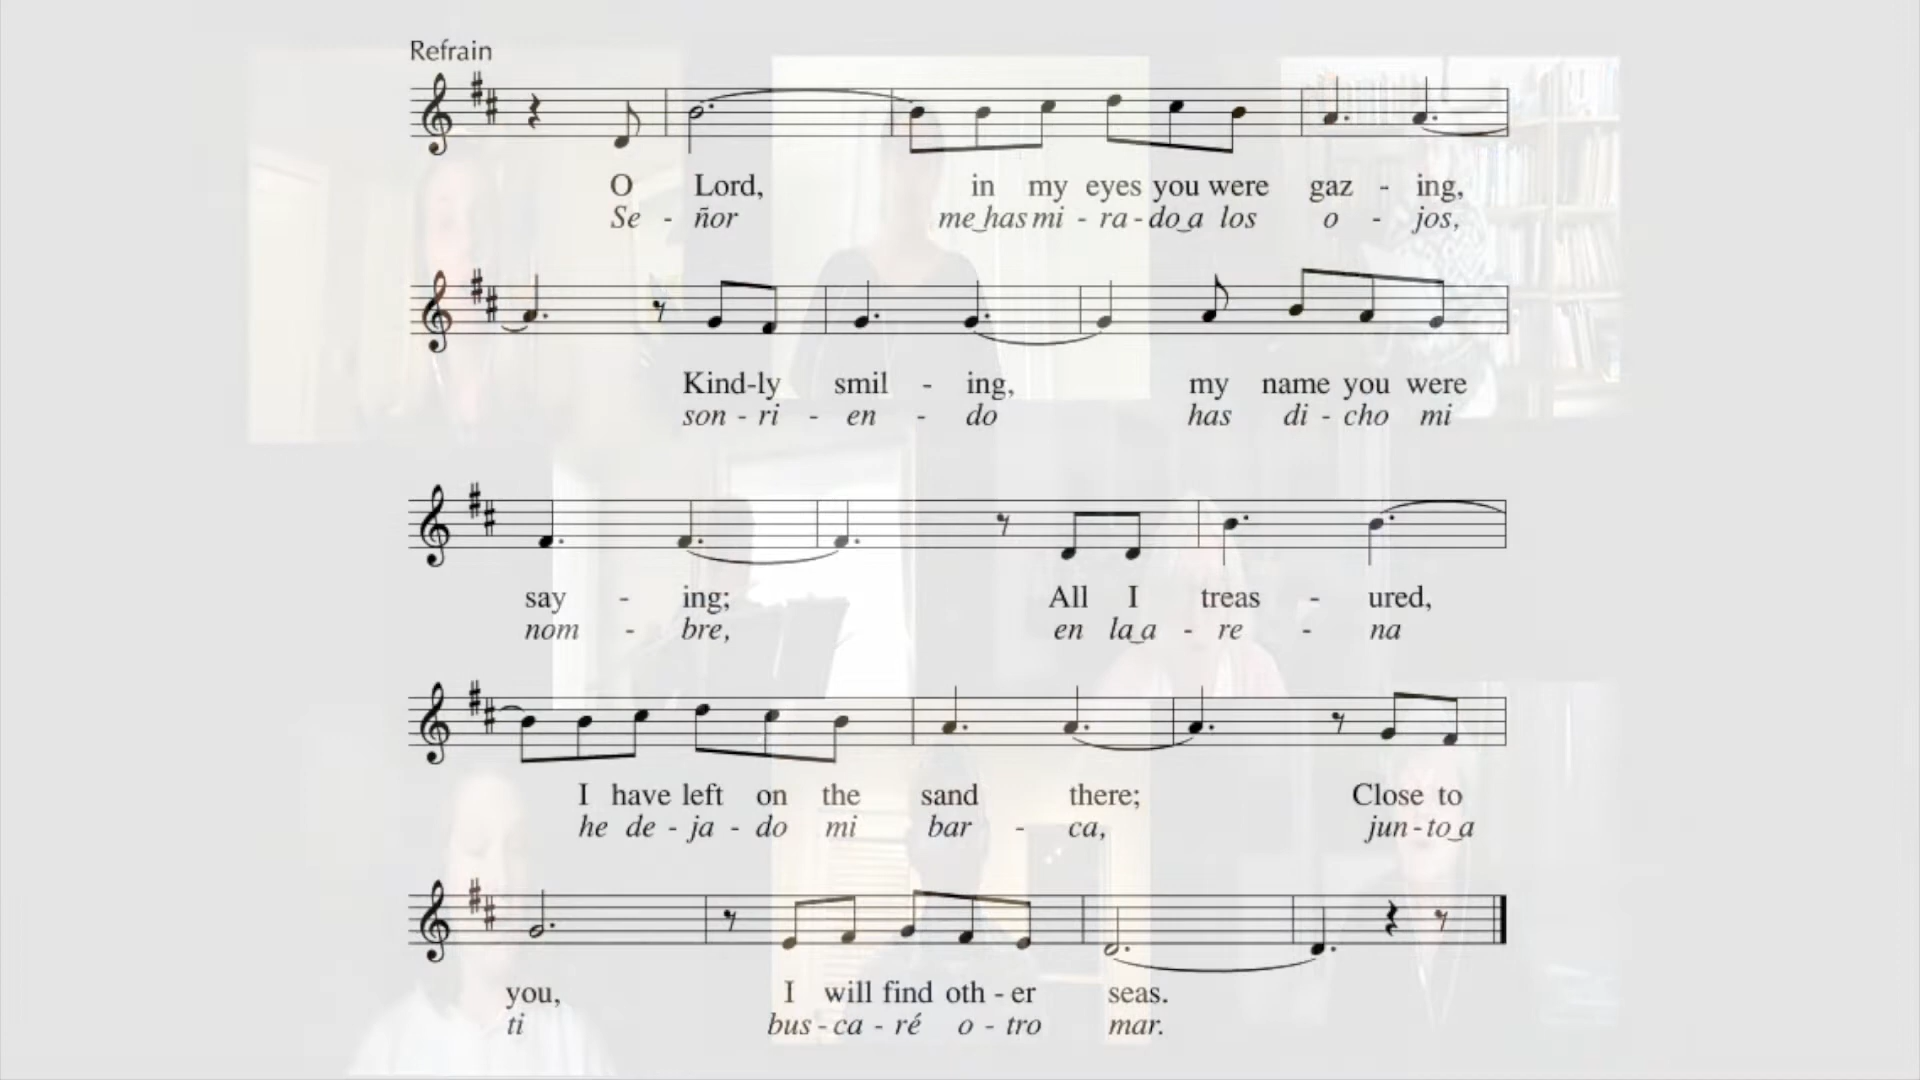 Refrain
O Lord, in my eyes you were gaz - ing,
Se - ñor me‿has mi - ra - do‿a los o - jos,
Kind-ly smil - ing, my name you were
son - ri - en - do has di - cho mi
say - ing; All I treas - ured,
nom - bre, en la‿a - re - na
I have left on the sand there; Close to
he de - ja - do mi bar - ca, jun - to‿a
you, I will find oth - er seas.
ti bus - ca - ré o - tro mar.